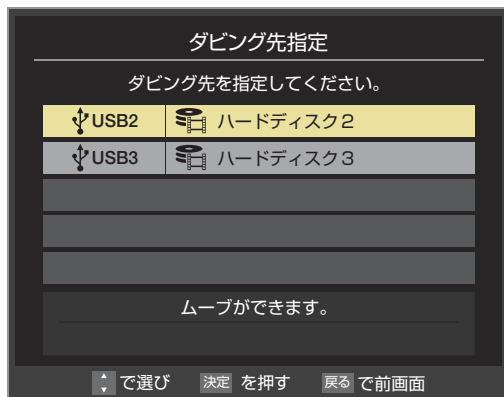 ダビング先指定
ダビング先を指定してください。
USB2 ハードディスク2
USB3 ハードディスク3
ムーブができます。
で選び 決定 を押す 戻る で前画面